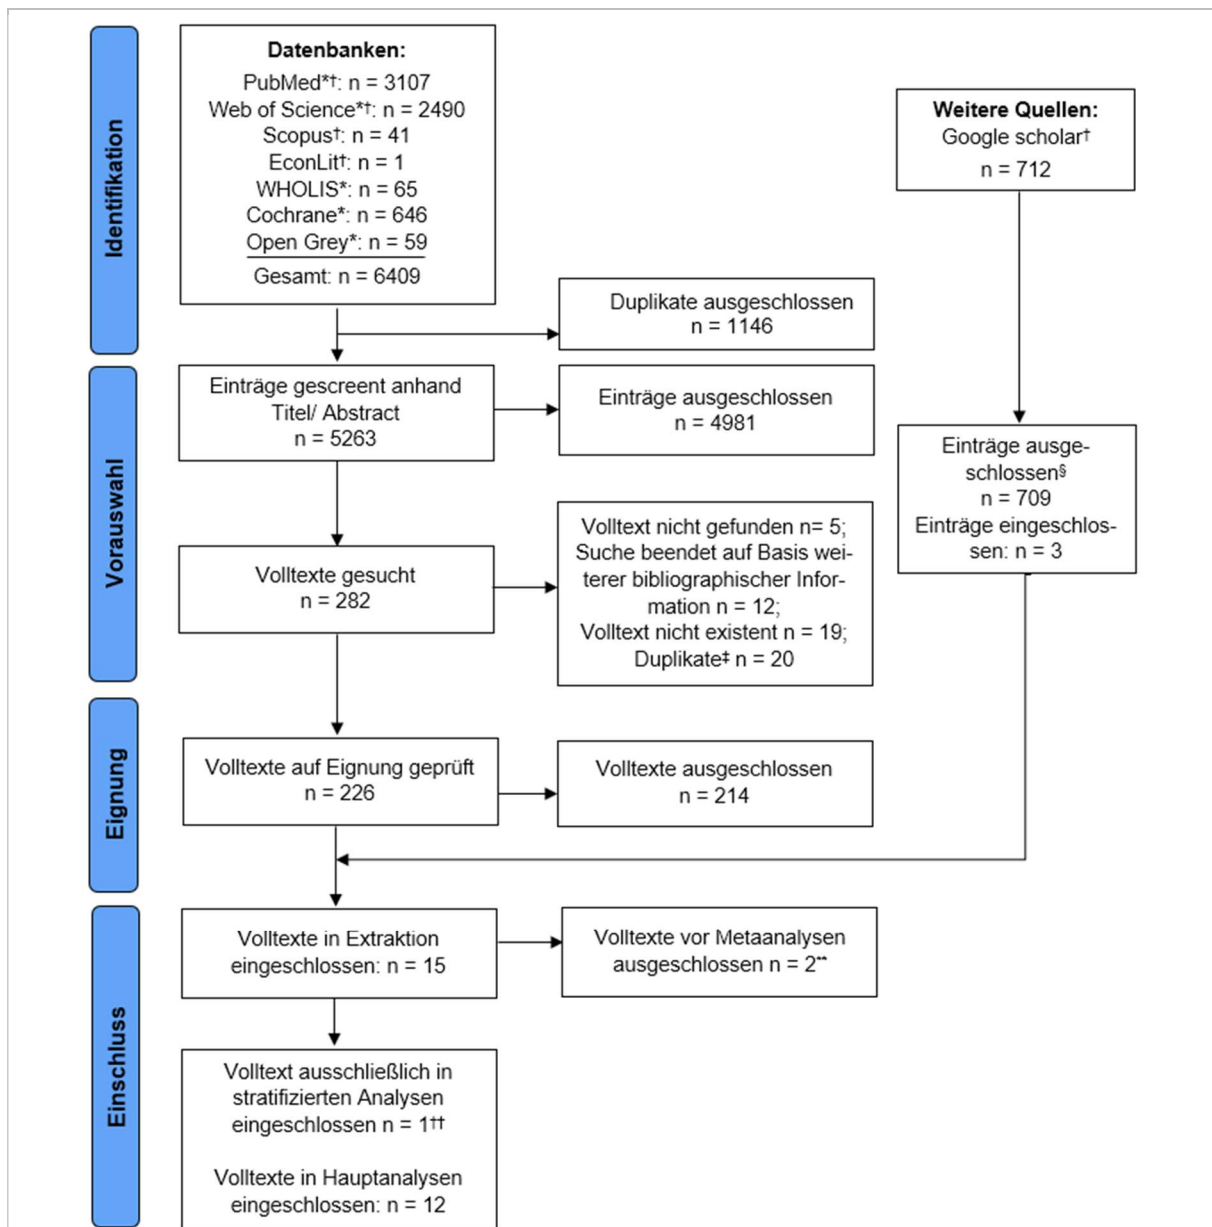 Identifikation
Datenbanken:
PubMed*†: n = 3107
Web of Science*†: n = 2490
Scopus†: n = 41
EconLit†: n = 1
WHOLIS*: n = 65
Cochrane*: n = 646
Open Grey*: n = 59
Gesamt: n = 6409
Weitere Quellen:
Google scholar†
n = 712
Duplikate ausgeschlossen
n = 1146
Vorauswahl
Einträge gescreent anhand
Titel/ Abstract
n = 5263
Einträge ausgeschlossen
n = 4981
Einträge ausge-
schlossen§
n = 709
Einträge eingeschlos-
sen: n = 3
Volltexte gesucht
n = 282
Volltext nicht gefunden n= 5;
Suche beendet auf Basis wei-
terer bibliographischer Infor-
mation n = 12;
Volltext nicht existent n = 19;
Duplikate‡ n = 20
Eignung
Volltexte auf Eignung geprüft
n = 226
Volltexte ausgeschlossen
n = 214
Einschluss
Volltexte in Extraktion
eingeschlossen: n = 15
Volltexte vor Metaanalysen
ausgeschlossen n = 2**
Volltext ausschließlich in
stratifizierten Analysen
eingeschlossen n = 1††
Volltexte in Hauptanalysen
eingeschlossen: n = 12